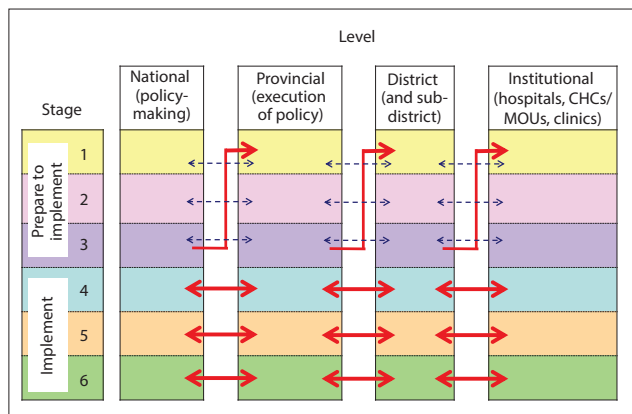 Level
Stage
National
(policy-
making)
Provincial
(execution
of policy)
District
(and sub-
district)
Institutional
(hospitals, CHCs/
MOUs, clinics)
Prepare to
implement
1
2
3
Implement
4
5
6